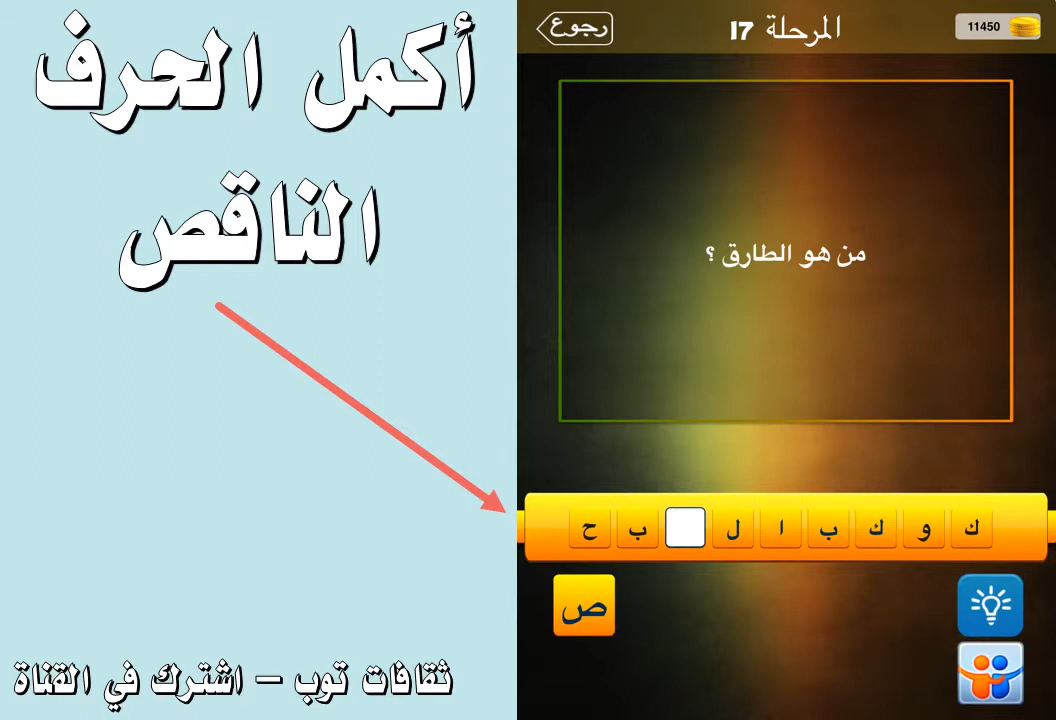 أكمل الحرف
الناقص
ثقافات توب – اشترك في القناة
رجوع
المرحلة 17
11450
من هو الطارق ؟
ك و ك ب ا ل ب ح
ص